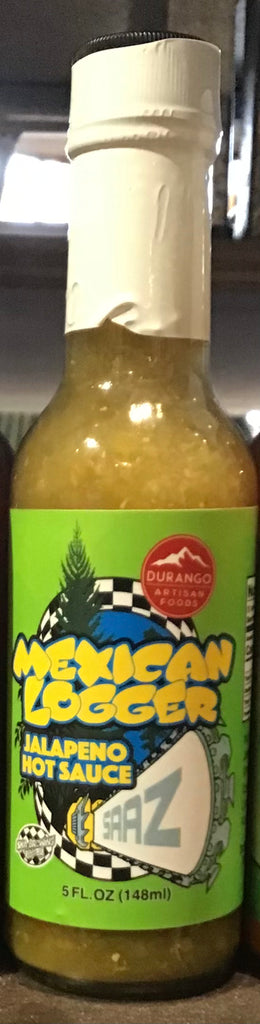 DURANGO
ARTISAN
FOODS
MEXICAN
LOGGER
JALAPENO
HOT SAUCE
SAAZ
5 FL. OZ (148ml)